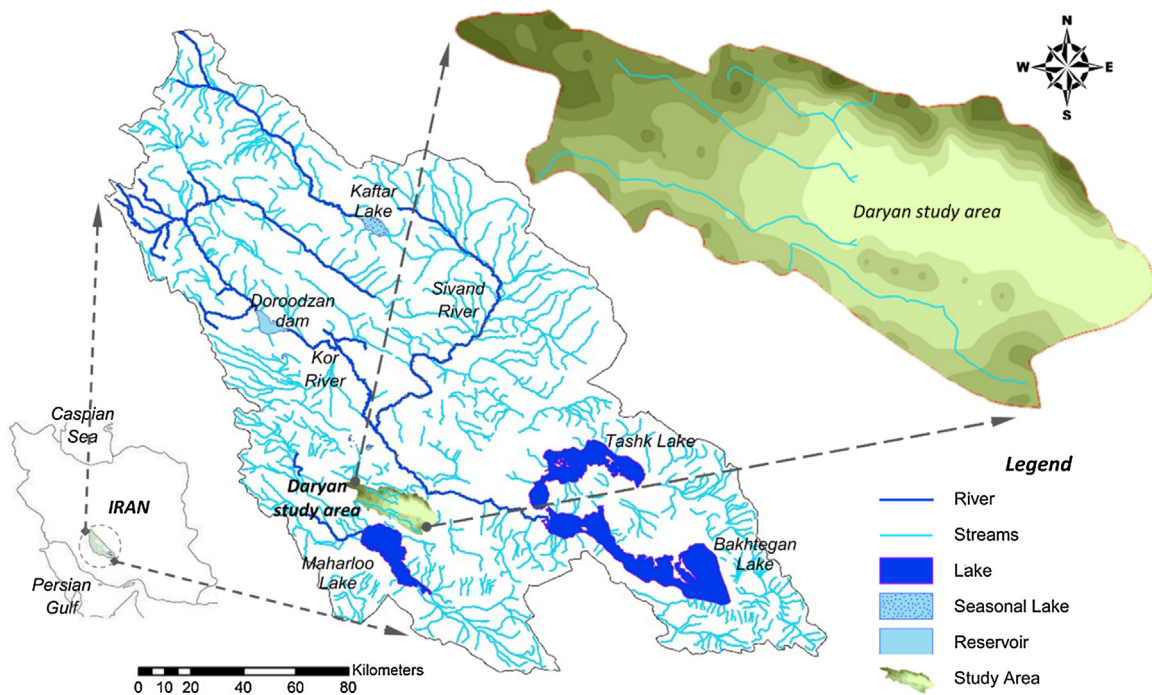 N
W
E
S
Daryan study area
Kaftar
Lake
Sivand
River
Doroodzan
dam
Kor
River
Caspian
Sea
IRAN
Persian
Gulf
Tashk Lake
Daryan
study area
Maharloo
Lake
Bakhtegan
Lake
Legend
River
Streams
Lake
Seasonal Lake
Reservoir
Study Area
Kilometers
0 10 20 40 60 80